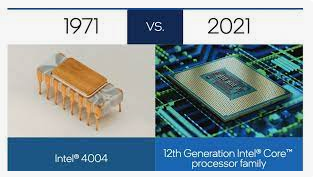 1971 VS. 2021
Intel® 4004
12th Generation Intel® Core™
processor family